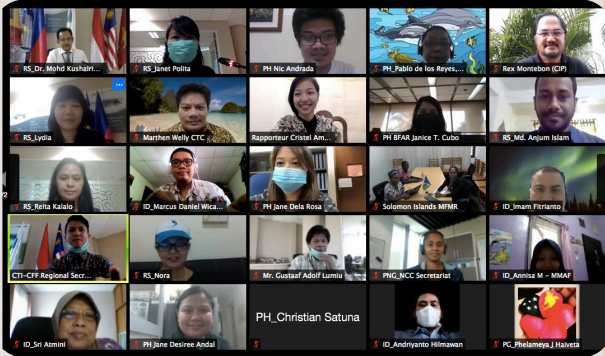 RS_Dr. Mohd Kushairi...
RS_Janet Polita
PH Nic Andrada
PH_Pablo de los Reyes,...
Rex Montebon (CIP)
RS_Lydia
Marthen Welly CTC
Rapporteur Cristel Am...
PH BFAR Janice T. Cubo
RS_Md. Anjum Islam
RS_Relta Kalalo
ID_Marcus Daniel Wica...
PH Jane Dela Rosa
Solomon Islands MFMR
ID_Imam Fitrianto
CTI-CFF Regional Secr...
RS_Nora
Mr. Gustaaf Adolf Lumiu
PNG_NCC Secretariat
ID_Annisa M - MMAF
ID_Sri Atmini
PH Jane Desiree Andal
PH_Christian Satuna
ID_Andriyanto Hilmawan
PG_Phelameya J Haiveta